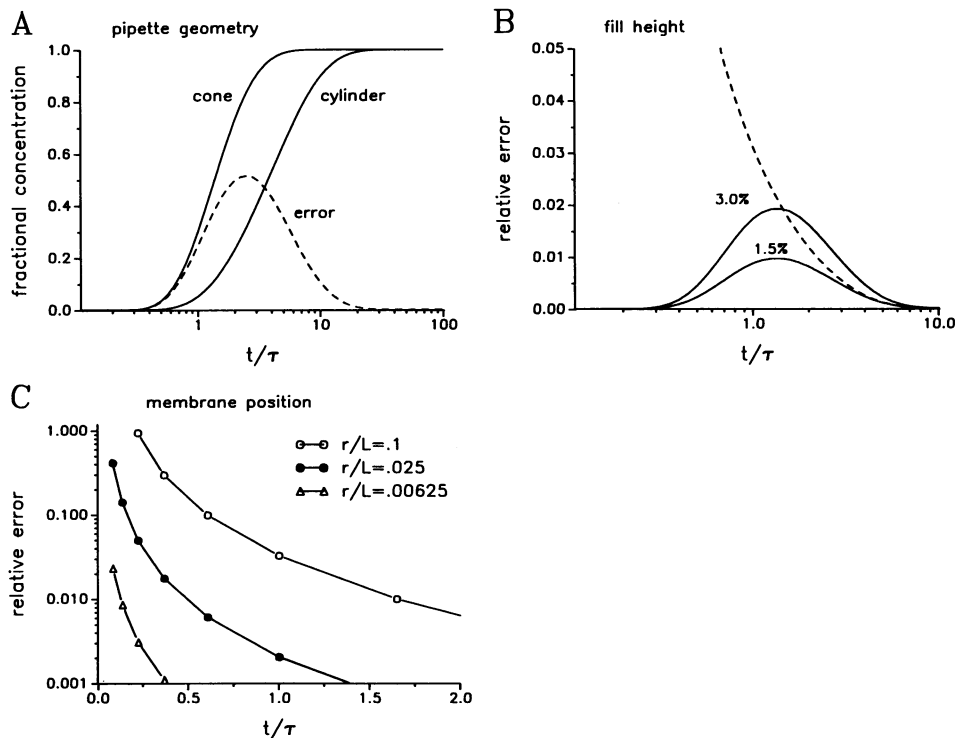 A
pipette geometry
fractional concentration
1.0
0.8
0.6
0.4
0.2
0.0
cone
cylinder
error
1
10
100
t/τ
B
fill height
relative error
0.05
0.04
0.03
0.02
0.01
0.00
3.0%
1.5%
1.0
10.0
t/τ
C
membrane position
relative error
1.000
0.100
0.010
0.001
r/L=.1
r/L=.025
r/L=.00625
0.0
0.5
1.0
1.5
2.0
t/τ